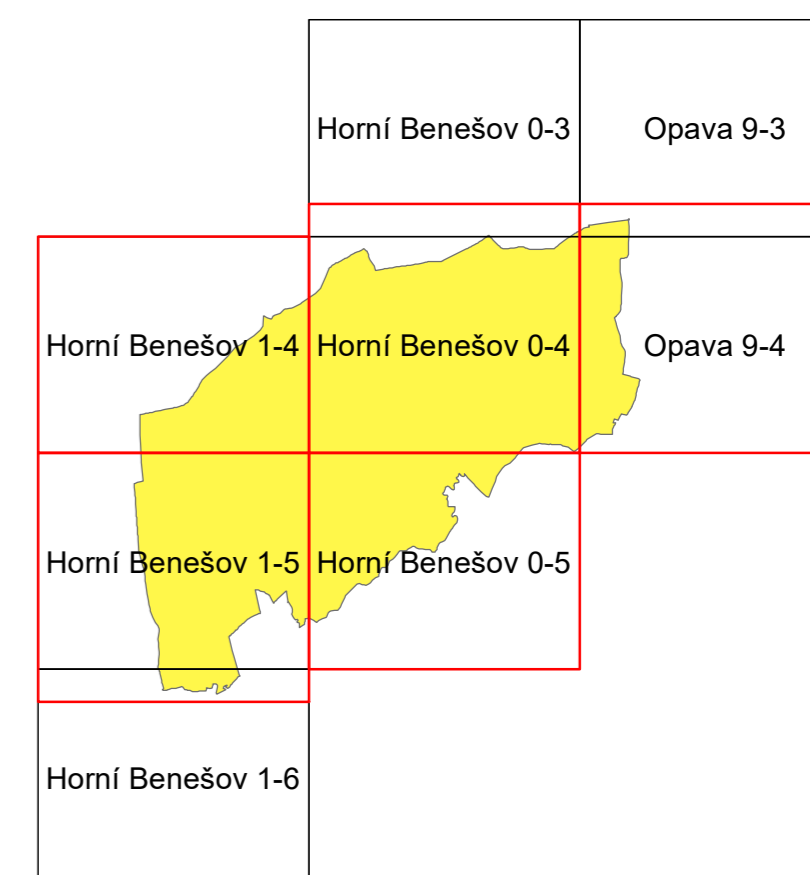 Horní Benešov 0-3
Opava 9-3
Horní Benešov 1-4
Horní Benešov 0-4
Opava 9-4
Horní Benešov 1-5
Horní Benešov 0-5
Horní Benešov 1-6